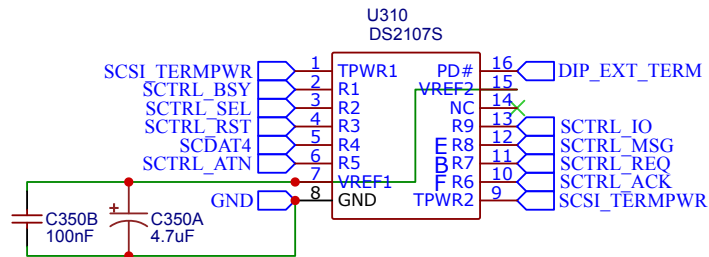 U310
DS2107S
SCSI_TERMPWR 1 TPWR1 PD# 16 DIP_EXT_TERM
SCTRL_BSY 2 R1 VREF2 15
SCTRL_SEL 3 R2 NC 14
SCTRL_RST 4 R3 R9 13 SCTRL_IO
SCDAT4 5 R4 E R8 12 SCTRL_MSG
SCTRL_ATN 6 R5 B R7 11 SCTRL_REQ
7 VREF1 F R6 10 SCTRL_ACK
GND 8 GND TPWR2 9 SCSI_TERMPWR
+
C350B C350A
100nF 4.7uF